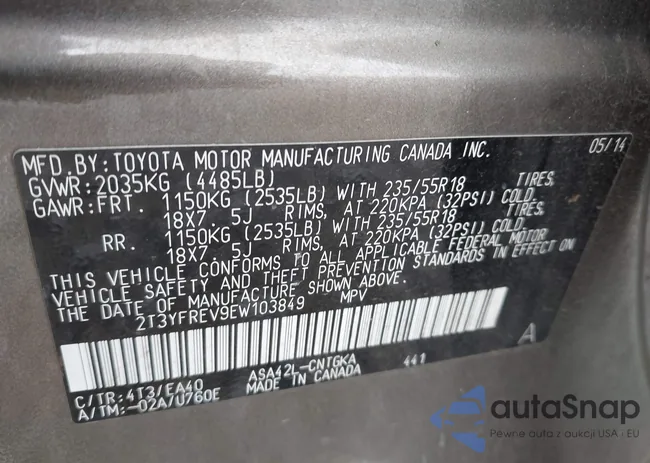 MFD.BY:TOYOTA MOTOR MANUFACTURING CANADA INC. 05/14
GVWR:2035KG (4485LB)
GAWR:FRT. 1150KG (2535LB) WITH 235/55R18 TIRES,
18X7.5J RIMS, AT 220KPA (32PSI) COLD.
RR. 1150KG (2535LB) WITH 235/55R18 TIRES,
18X7.5J RIMS, AT 220KPA (32PSI) COLD.
THIS VEHICLE CONFORMS TO ALL APPLICABLE FEDERAL MOTOR
VEHICLE SAFETY AND THEFT PREVENTION STANDARDS IN EFFECT ON
THE DATE OF MANUFACTURE SHOWN ABOVE.
2T3YFREV9EW103849 MPV
A
ASA42L-CNTGKA 441
C/TR:4T3/EA40 MADE IN CANADA
A/TM:-02A/U760E
autaSnap
Pewne auta z aukcji USA i EU